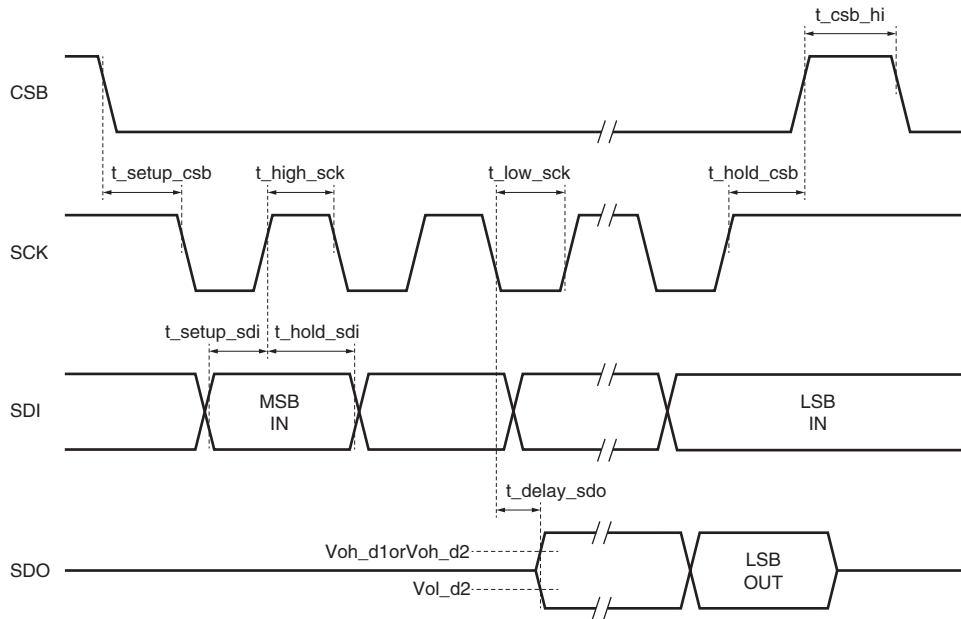 t_csb_hi
CSB
t_setup_csb
t_high_sck
t_low_sck
t_hold_csb
SCK
t_setup_sdi
t_hold_sdi
SDI
MSB
IN
LSB
IN
t_delay_sdo
Voh_d1orVoh_d2
SDO
Vol_d2
LSB
OUT